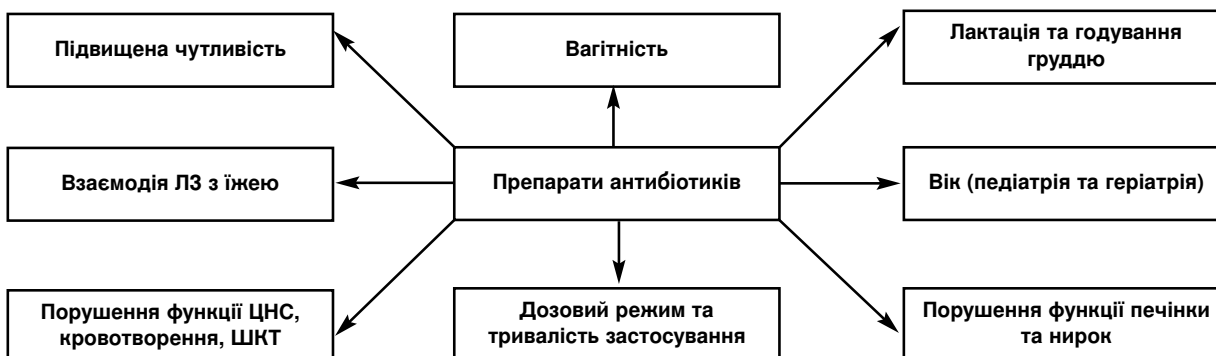 Підвищена чутливість
Вагітність
Лактація та годування
груддю
Взаємодія ЛЗ з їжею
Препарати антибіотиків
Вік (педіатрія та геріатрія)
Порушення функції ЦНС,
кровотворення, ШКТ
Дозовий режим та
тривалість застосування
Порушення функції печінки
та нирок